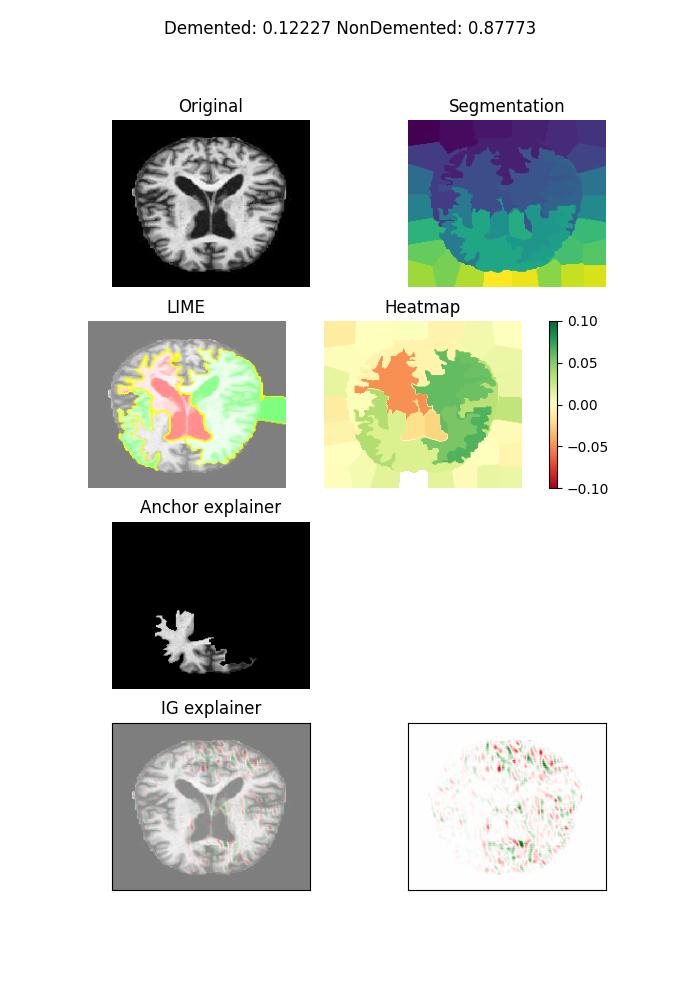 Demented: 0.12227 NonDemented: 0.87773
Original
Segmentation
LIME
Heatmap
0.10
0.05
0.00
−0.05
−0.10
Anchor explainer
IG explainer